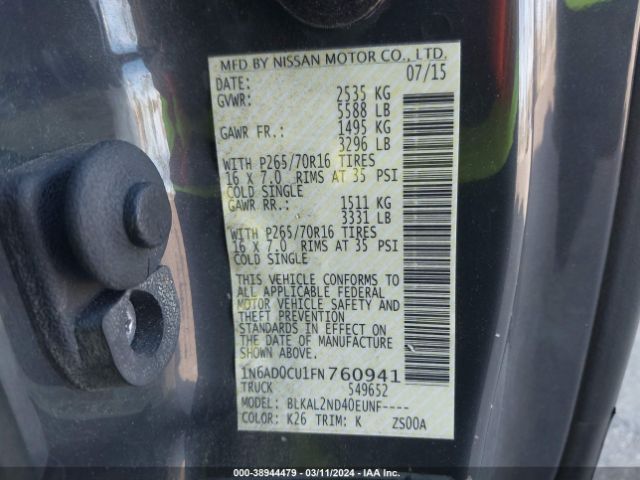 MFD BY NISSAN MOTOR CO., LTD.
DATE: 07/15
GVWR: 2535 KG
5588 LB
GAWR FR.: 1495 KG
3296 LB
WITH P265/70R16 TIRES
16 X 7.0 RIMS AT 35 PSI
COLD SINGLE
GAWR RR.: 1511 KG
3331 LB
WITH P265/70R16 TIRES
16 X 7.0 RIMS AT 35 PSI
COLD SINGLE
THIS VEHICLE CONFORMS TO
ALL APPLICABLE FEDERAL
MOTOR VEHICLE SAFETY AND
THEFT PREVENTION
STANDARDS IN EFFECT ON
THE DATE OF MANUFACTURE
SHOWN ABOVE.
1N6AD0CU1FN760941
TRUCK 549652
MODEL: BLKAL2ND40EUNF----
COLOR: K26 TRIM: K ZS00A
000-38944479 - 03/11/2024 - IAA Inc.